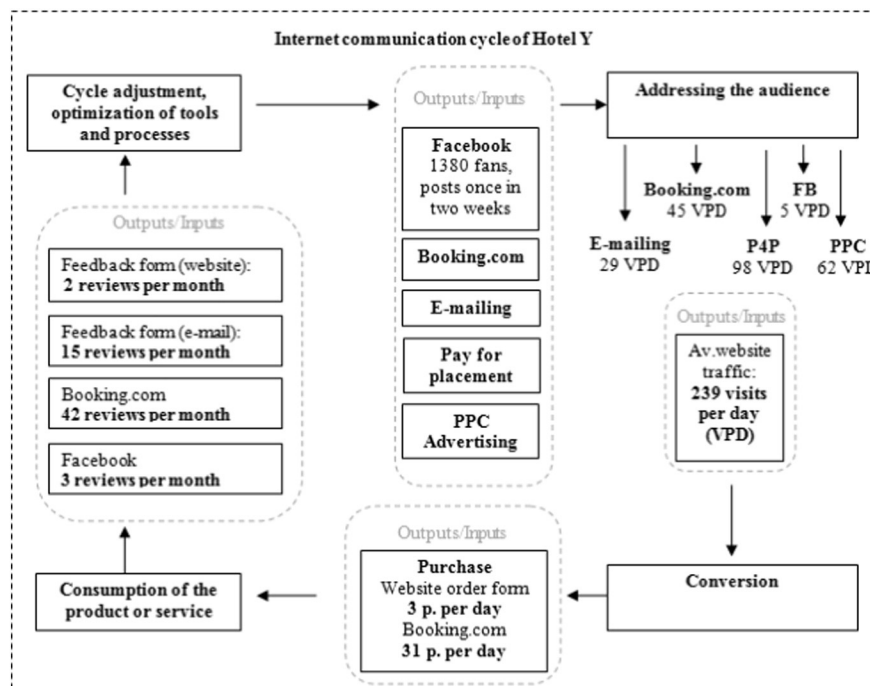 Internet communication cycle of Hotel Y
Cycle adjustment,
optimization of tools
and processes
Outputs/Inputs
Facebook
1380 fans,
posts once in
two weeks
Booking.com
E-mailing
Pay for
placement
PPC
Advertising
Addressing the audience
Booking.com
45 VPD
FB
5 VPD
E-mailing
29 VPD
P4P
98 VPD
PPC
62 VPD
Outputs/Inputs
Av.website
traffic:
239 visits
per day
(VPD)
Conversion
Outputs/Inputs
Purchase
Website order form
3 p. per day
Booking.com
31 p. per day
Consumption of the
product or service
Outputs/Inputs
Feedback form (website):
2 reviews per month
Feedback form (e-mail):
15 reviews per month
Booking.com
42 reviews per month
Facebook
3 reviews per month